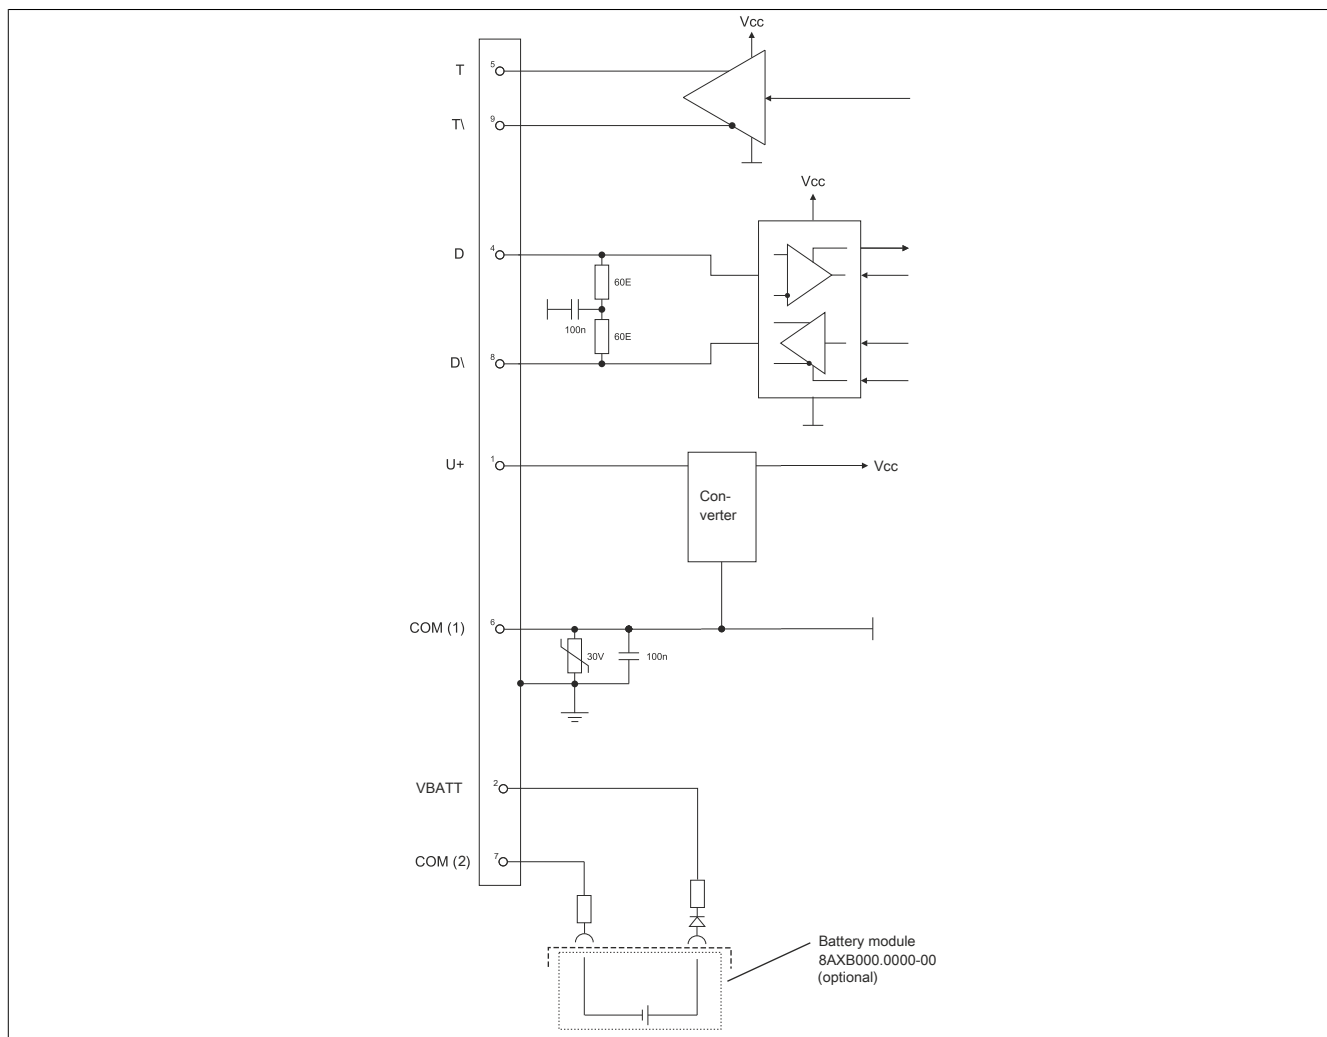 Vcc
T 5
T\ 9
Vcc
D 4
60E
100n
60E
D\ 8
U+ 1
Vcc
Con-
verter
COM (1) 6
30V 100n
VBATT 2
COM (2) 7
Battery module
8AXB000.0000-00
(optional)